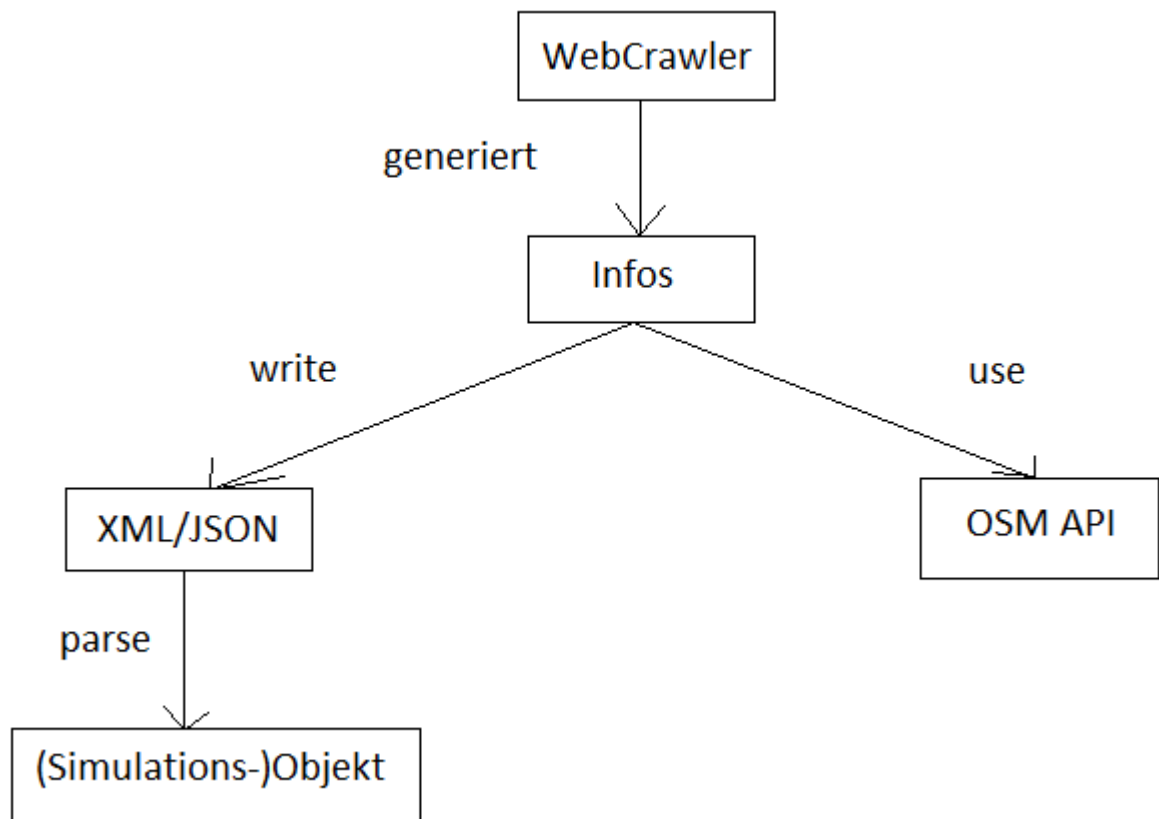 WebCrawler
generiert
Infos
write
use
XML/JSON
OSM API
parse
(Simulations-)Objekt